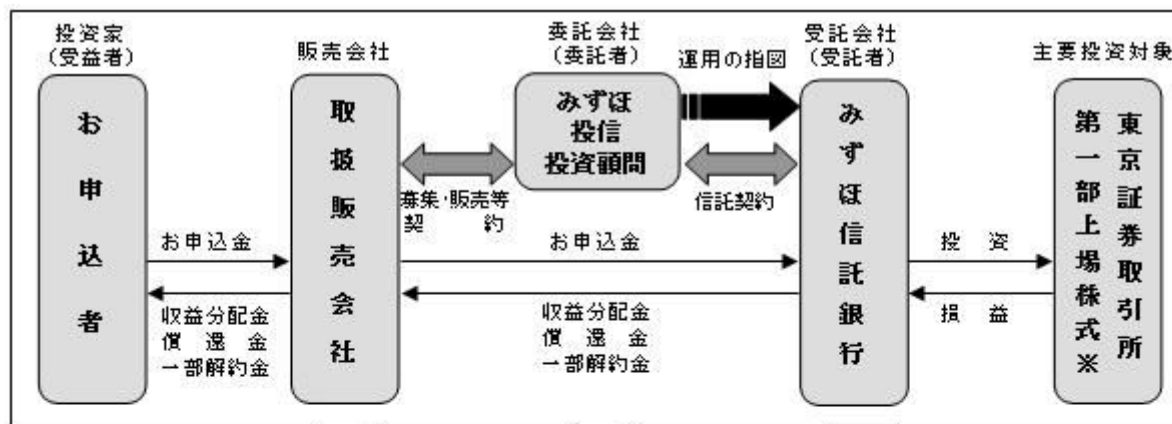 投資家
（受益者）
お申込者
販売会社
取扱販売会社
委託会社
（委託者）
みずほ
投信
投資顧問
運用の指図
受託会社
（受託者）
みずほ信託銀行
主要投資対象
東京証券取引所
第一部上場株式※
募集・販売等
契約
信託契約
お申込金
収益分配金
償還金
一部解約金
お申込金
収益分配金
償還金
一部解約金
投資
損益